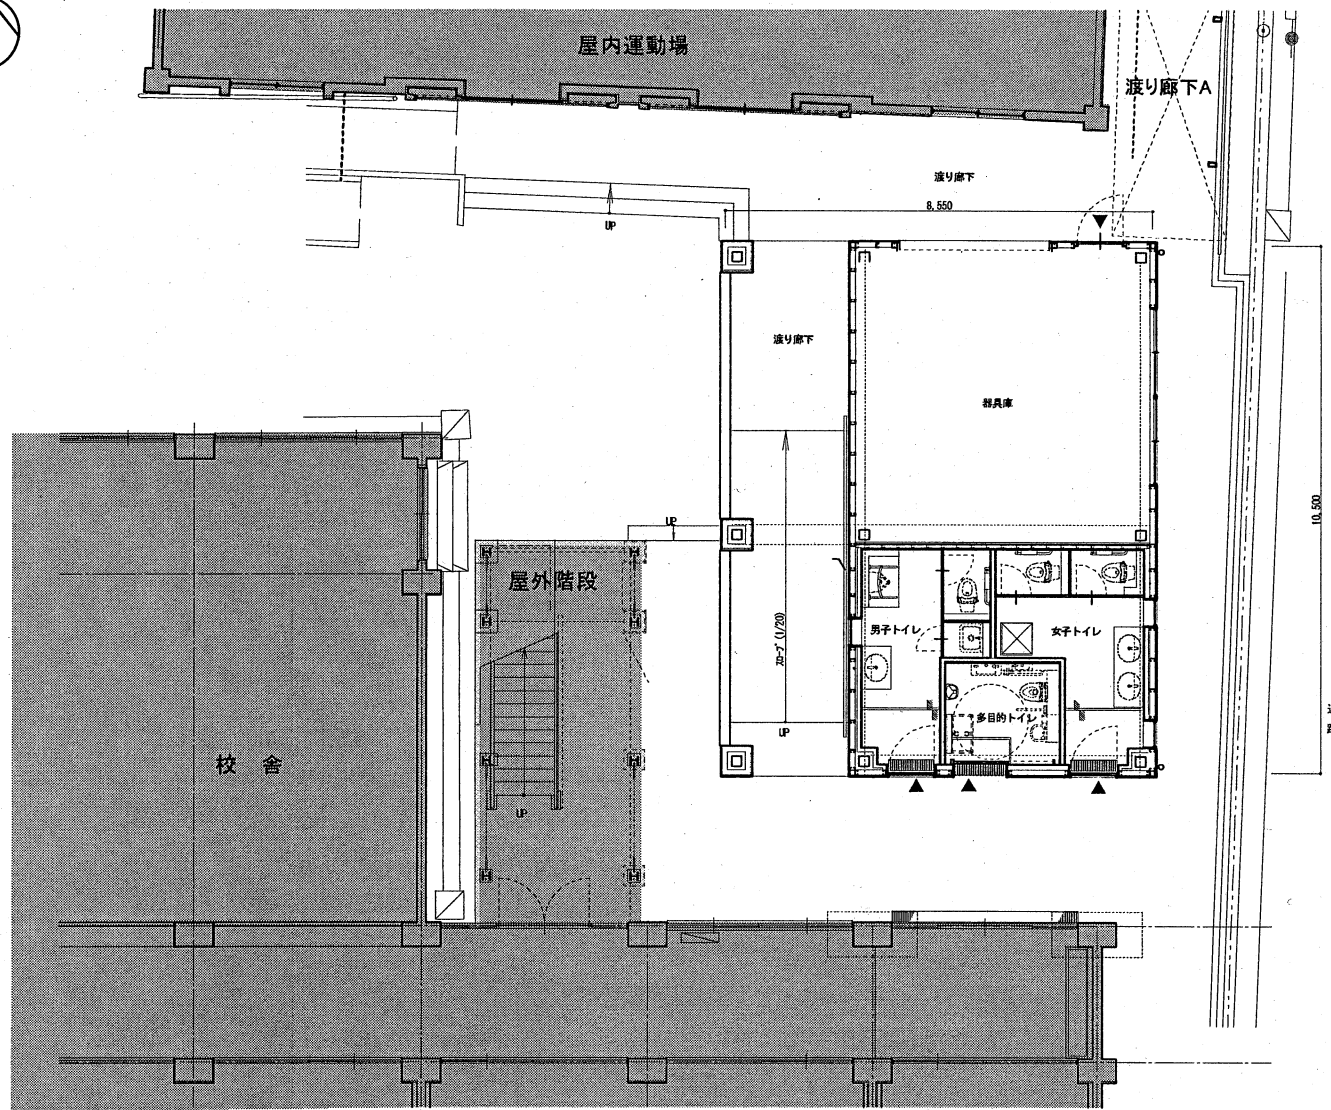 屋内運動場
渡り廊下A
渡り廊下
8,550
UP
渡り廊下
器具庫
10,500
UP
屋外階段
スロープ(1/20)
男子トイレ
女子トイレ
多目的トイレ
UP
校 舎
UP